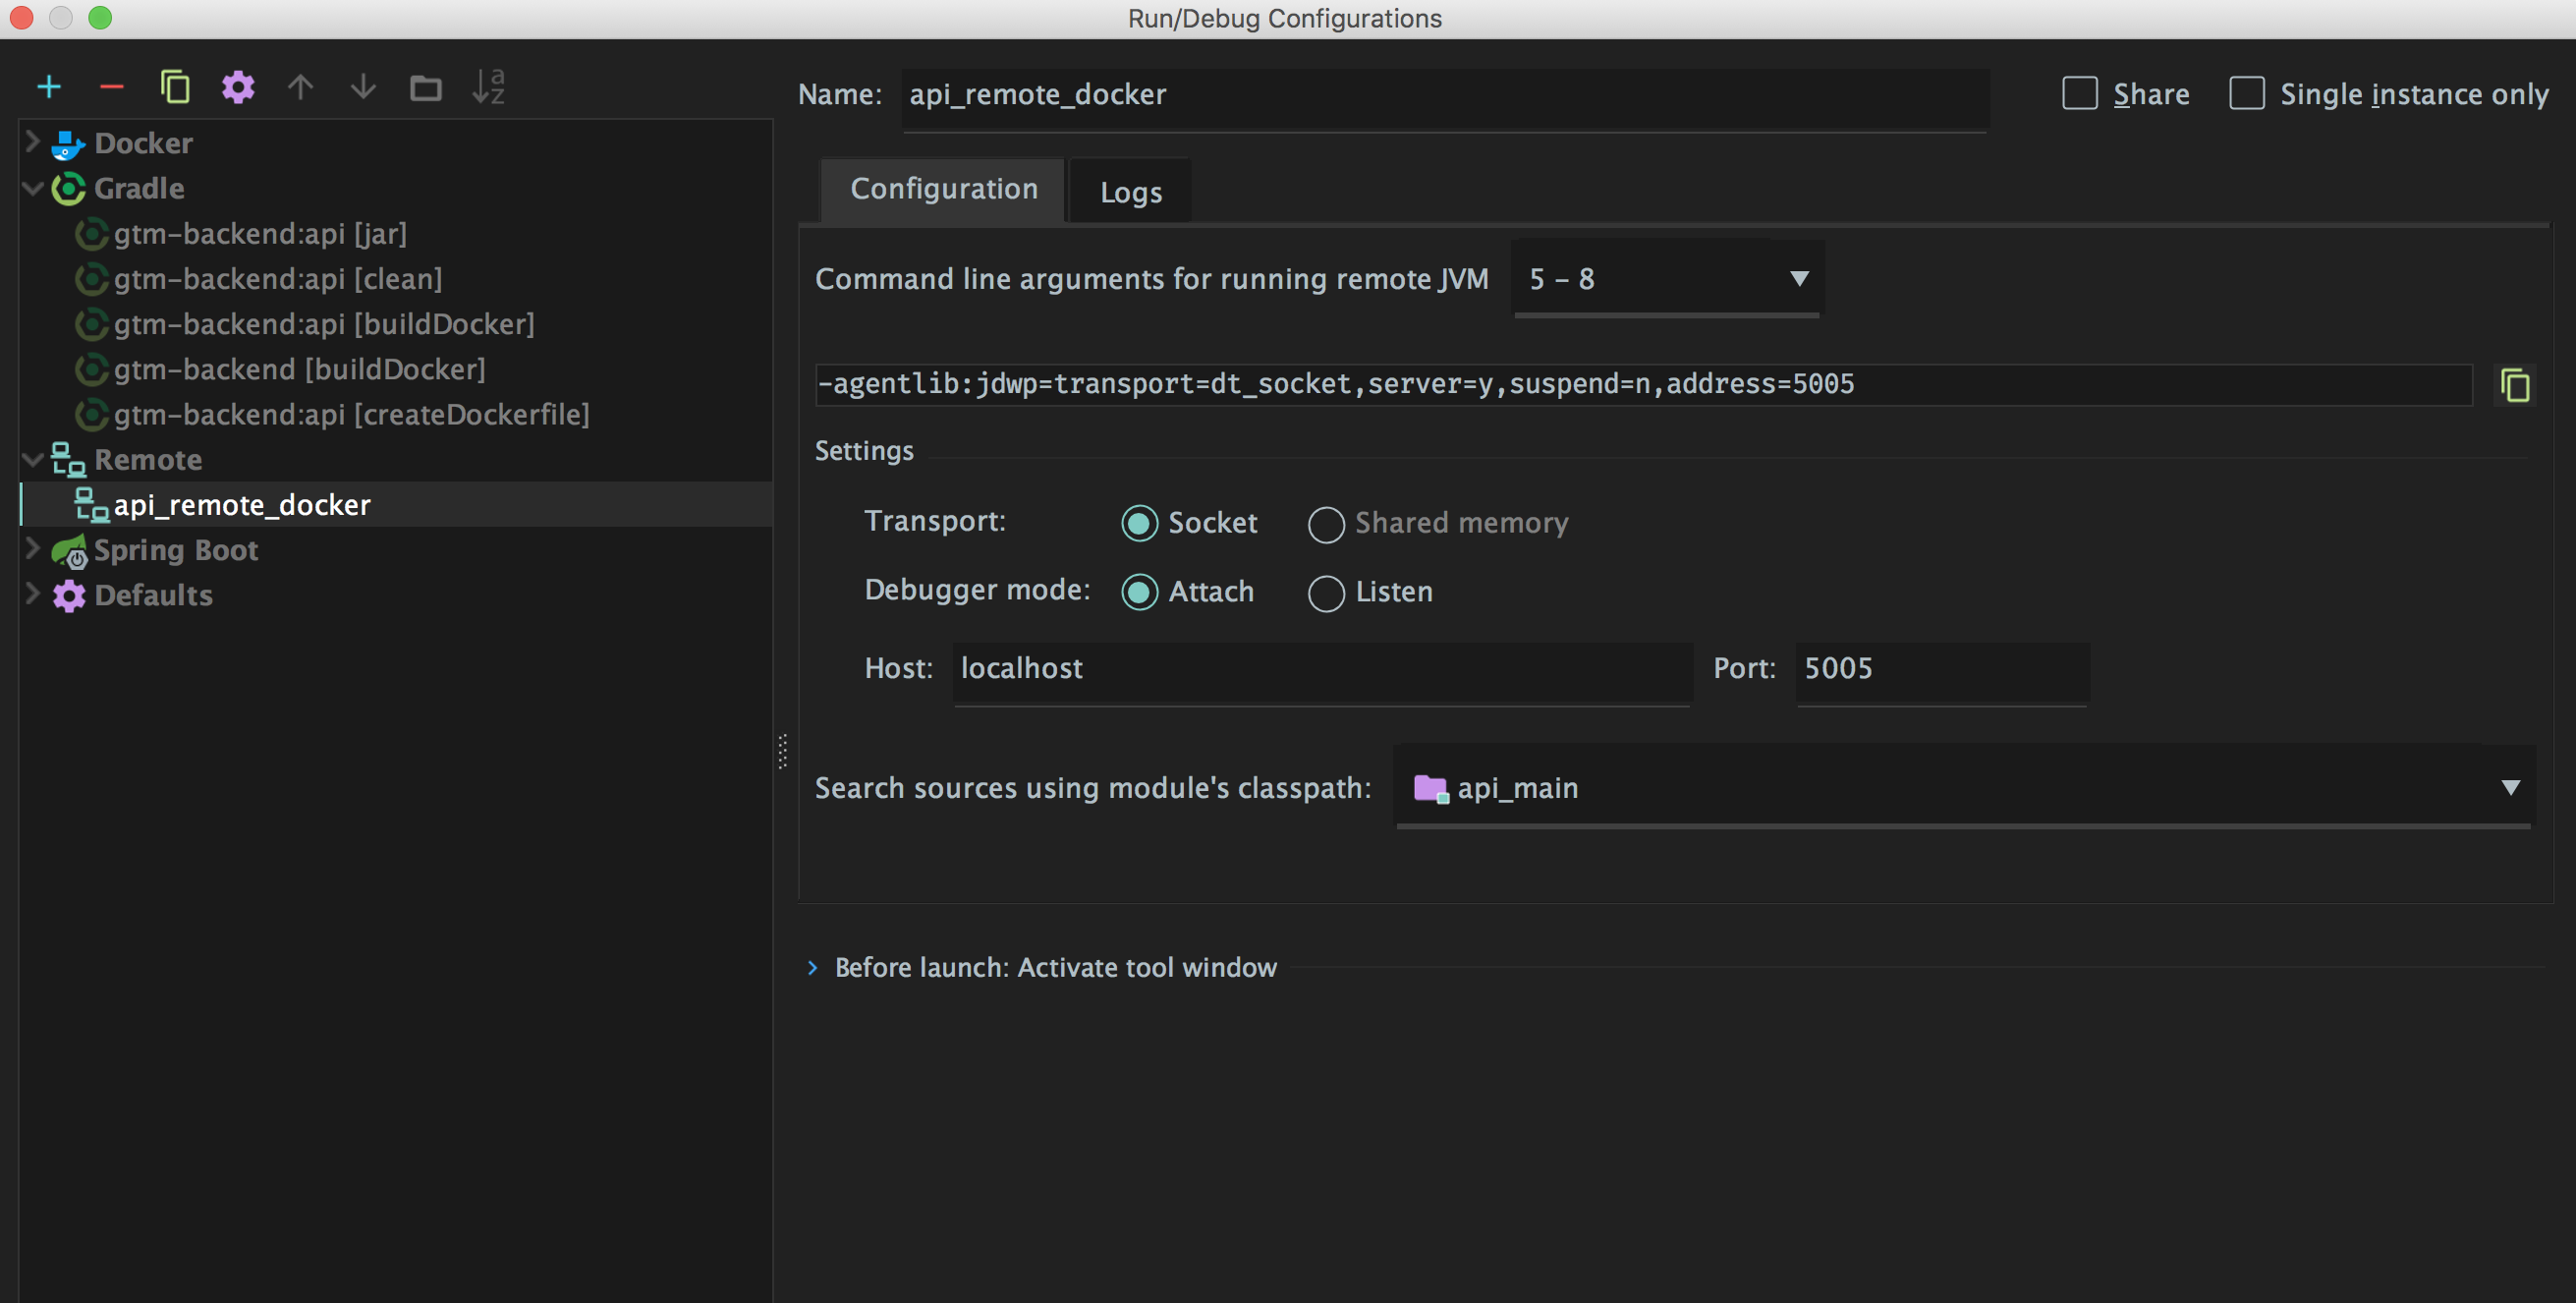 Run/Debug Configurations
Docker
Gradle
gtm-backend:api [jar]
gtm-backend:api [clean]
gtm-backend:api [buildDocker]
gtm-backend [buildDocker]
gtm-backend:api [createDockerfile]
Remote
api_remote_docker
Spring Boot
Defaults
Name: api_remote_docker
Share
Single instance only
Configuration
Logs
Command line arguments for running remote JVM 5 – 8
-agentlib:jdwp=transport=dt_socket,server=y,suspend=n,address=5005
Settings
Transport: Socket Shared memory
Debugger mode: Attach Listen
Host: localhost Port: 5005
Search sources using module's classpath: api_main
Before launch: Activate tool window